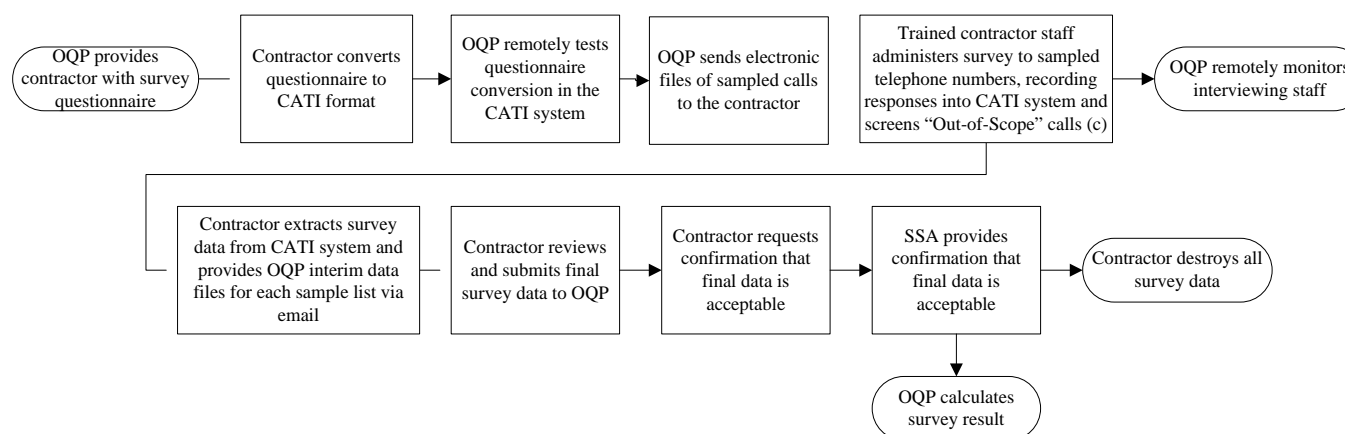 OQP provides
contractor with survey
questionnaire
Contractor converts
questionnaire to
CATI format
OQP remotely tests
questionnaire
conversion in the
CATI system
OQP sends electronic
files of sampled calls
to the contractor
Trained contractor staff
administers survey to sampled
telephone numbers, recording
responses into CATI system and
screens “Out-of-Scope” calls (c)
OQP remotely monitors
interviewing staff
Contractor extracts survey
data from CATI system and
provides OQP interim data
files for each sample list via
email
Contractor reviews
and submits final
survey data to OQP
Contractor requests
confirmation that
final data is
acceptable
SSA provides
confirmation that
final data is
acceptable
Contractor destroys all
survey data
OQP calculates
survey result